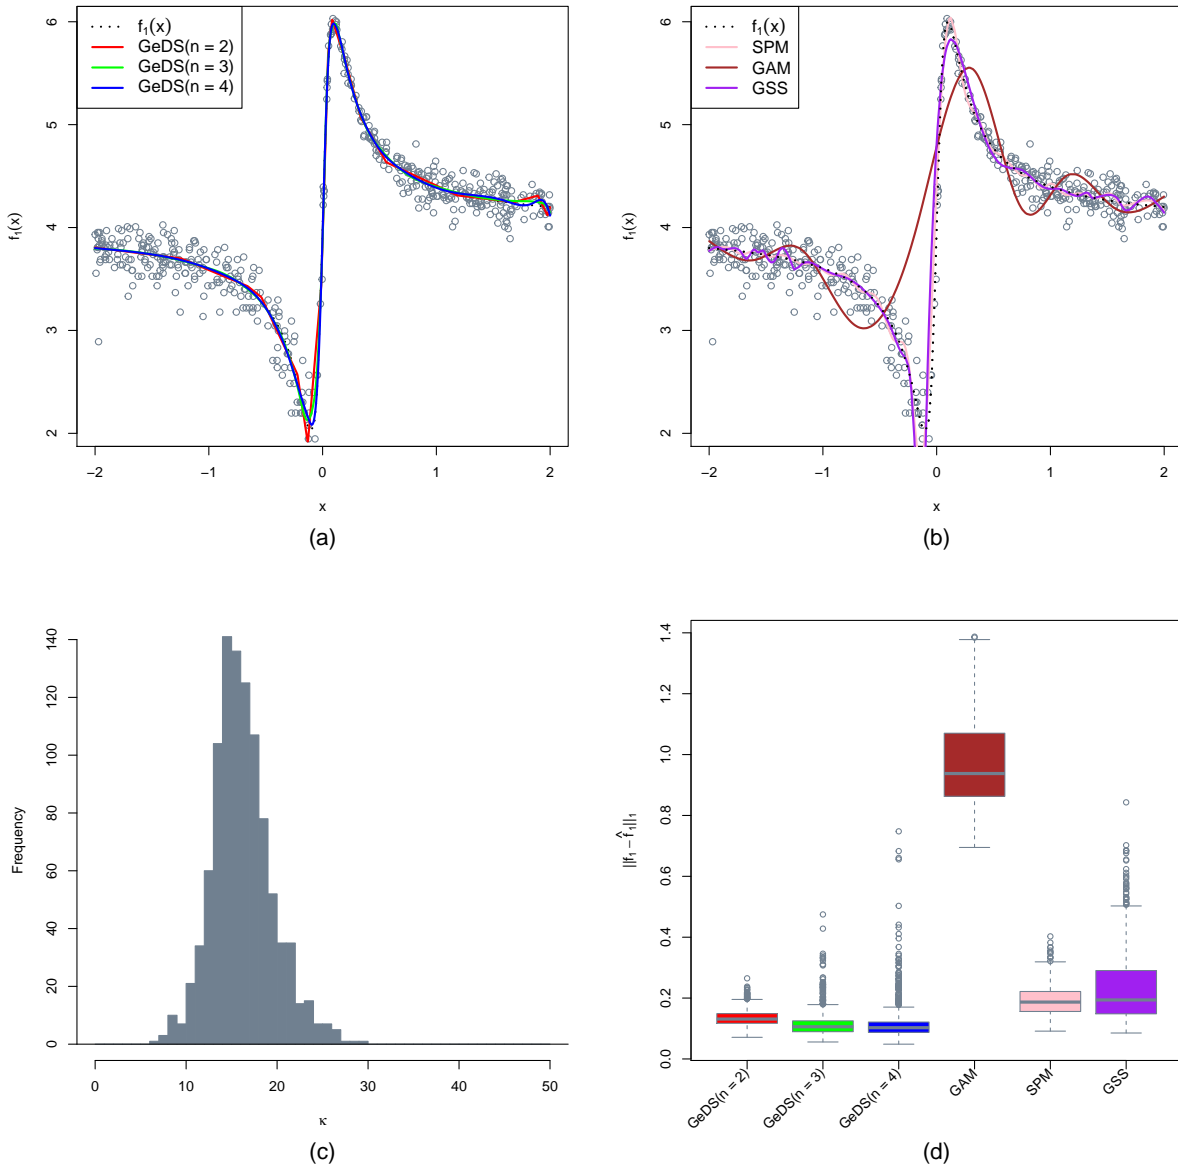 f₁(x)
GeDS(n = 2)
GeDS(n = 3)
GeDS(n = 4)
6
5
4
3
2
f₁(x)
−2 −1 0 1 2
x
(a)
f₁(x)
SPM
GAM
GSS
6
5
4
3
2
f₁(x)
−2 −1 0 1 2
x
(b)
140
120
100
80
60
40
20
0
Frequency
0 10 20 30 40 50
κ
(c)
1.4
1.2
1.0
0.8
0.6
0.4
0.2
0.0
||f₁ − f̂₁||₁
GeDS(n = 2)
GeDS(n = 3)
GeDS(n = 4)
GAM
SPM
GSS
(d)